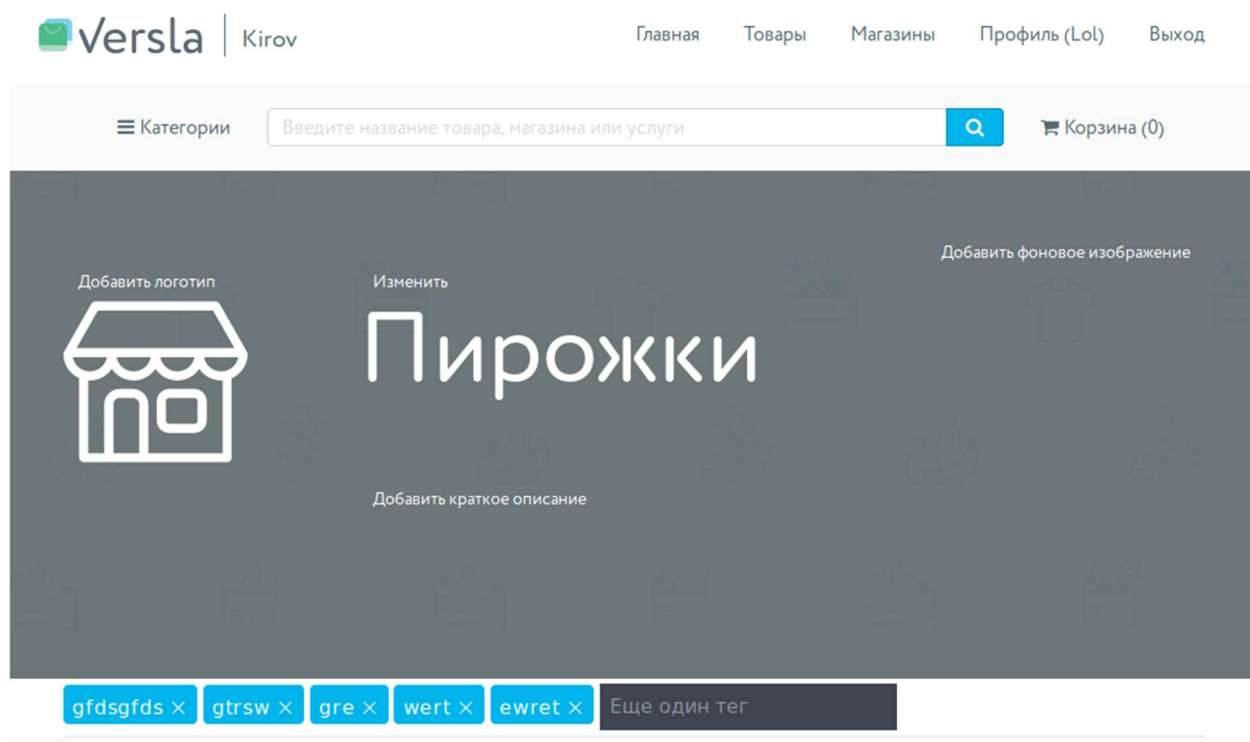 Versla | Kirov
Главная Товары Магазины Профиль (Lol) Выход
Категории Введите название товара, магазина или услуги Корзина (0)
Добавить фоновое изображение
Добавить логотип Изменить
Пирожки
Добавить краткое описание
gfdsgfds × gtrsw × gre × wert × ewret × Еще один тег